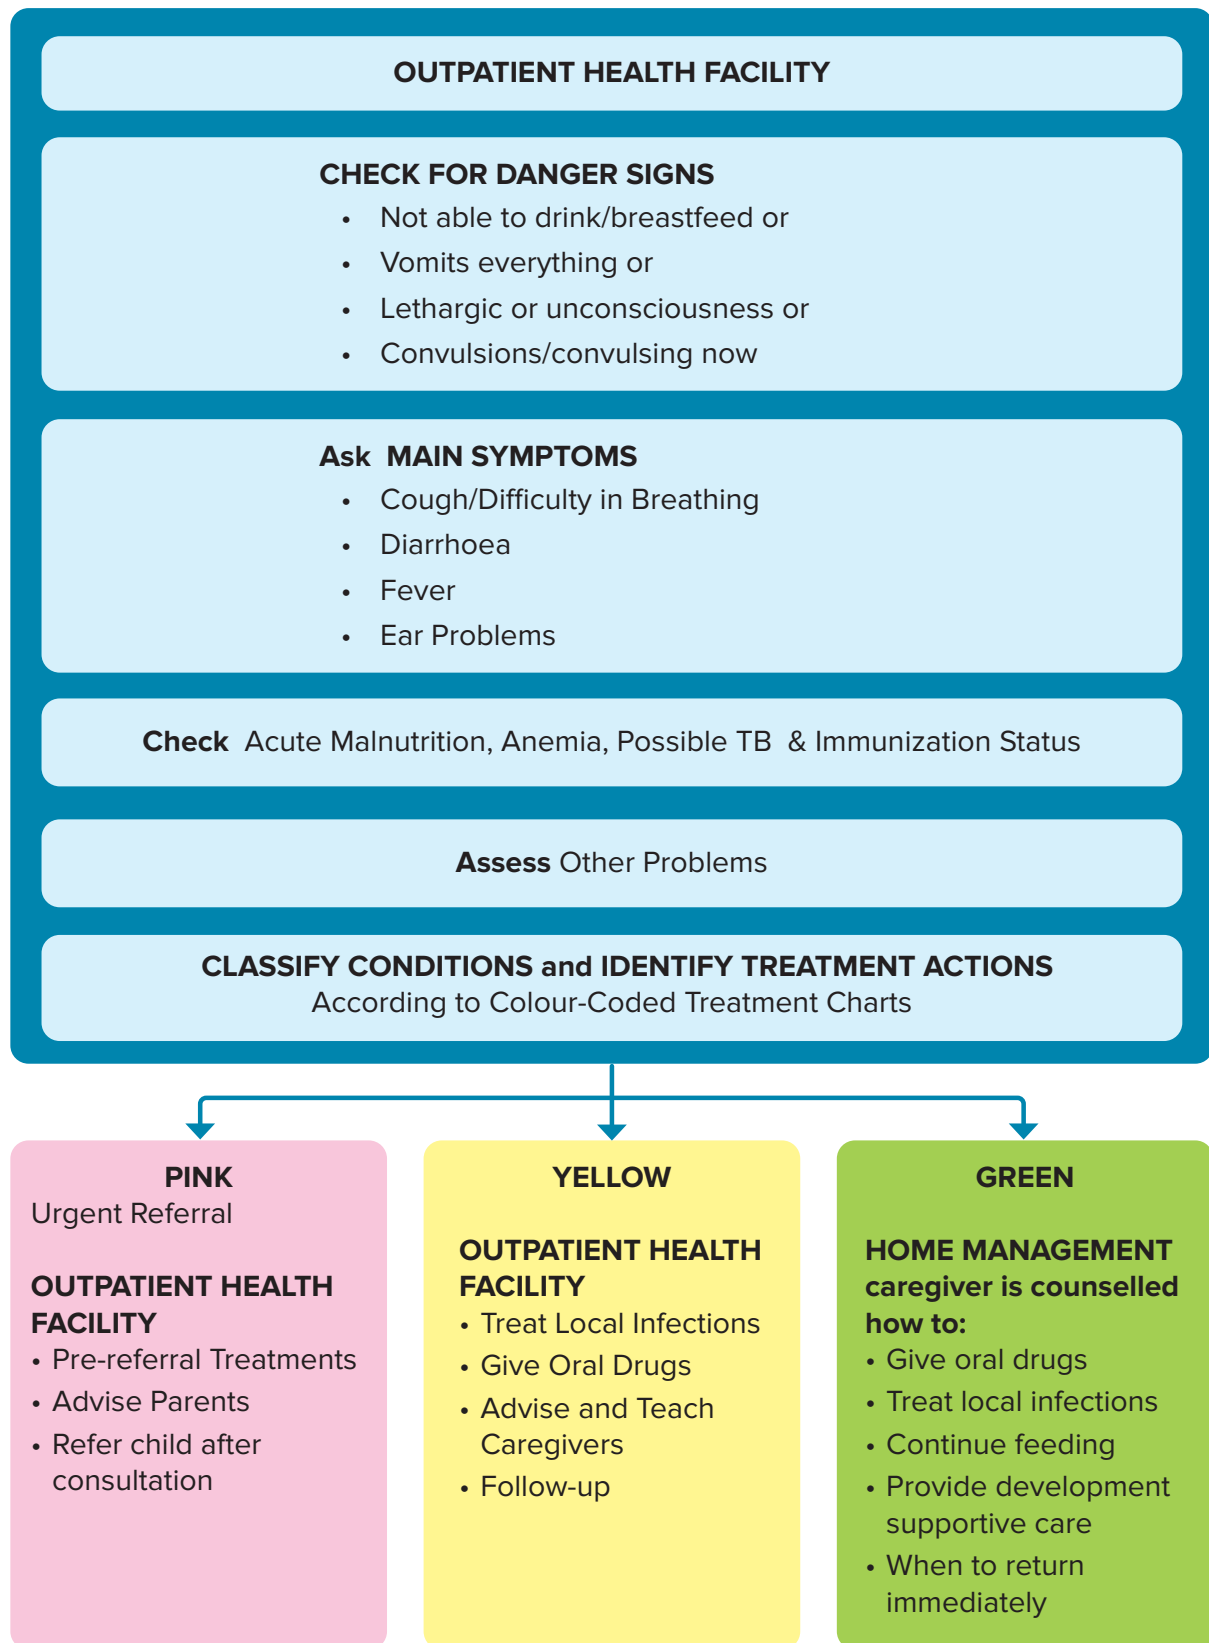 OUTPATIENT HEALTH FACILITY
CHECK FOR DANGER SIGNS
• Not able to drink/breastfeed or
• Vomits everything or
• Lethargic or unconsciousness or
• Convulsions/convulsing now
Ask MAIN SYMPTOMS
• Cough/Difficulty in Breathing
• Diarrhoea
• Fever
• Ear Problems
Check Acute Malnutrition, Anemia, Possible TB & Immunization Status
Assess Other Problems
CLASSIFY CONDITIONS and IDENTIFY TREATMENT ACTIONS
According to Colour-Coded Treatment Charts
PINK
Urgent Referral
OUTPATIENT HEALTH
FACILITY
• Pre-referral Treatments
• Advise Parents
• Refer child after
consultation
YELLOW
OUTPATIENT HEALTH
FACILITY
• Treat Local Infections
• Give Oral Drugs
• Advise and Teach
Caregivers
• Follow-up
GREEN
HOME MANAGEMENT
caregiver is counselled
how to:
• Give oral drugs
• Treat local infections
• Continue feeding
• Provide development
supportive care
• When to return
immediately